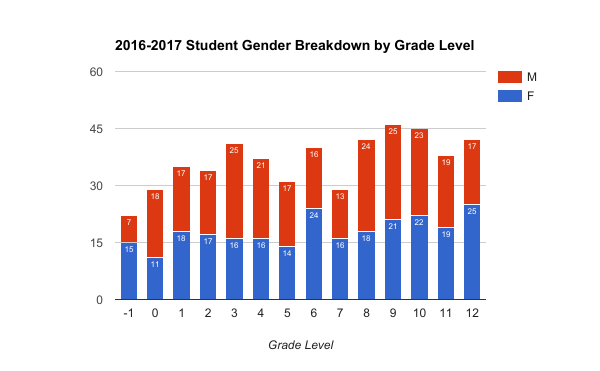 2016-2017 Student Gender Breakdown by Grade Level
60
M
F
45
30
15
0
7 18 17 17 25 21 17 16 13 24 25 23 19 17
15 11 18 17 16 16 14 24 16 18 21 22 19 25
-1 0 1 2 3 4 5 6 7 8 9 10 11 12
Grade Level